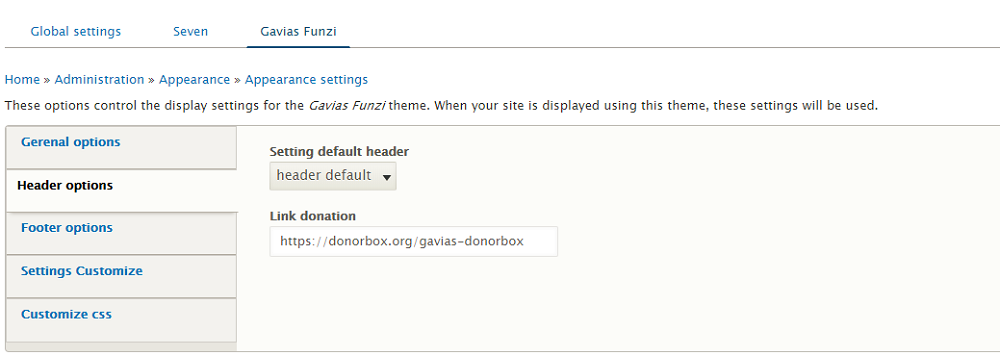 Global settings Seven Gavias Funzi
Home » Administration » Appearance » Appearance settings
These options control the display settings for the Gavias Funzi theme. When your site is displayed using this theme, these settings will be used.
Gerenal options
Header options
Footer options
Settings Customize
Customize css
Setting default header
header default
Link donation
https://donorbox.org/gavias-donorbox